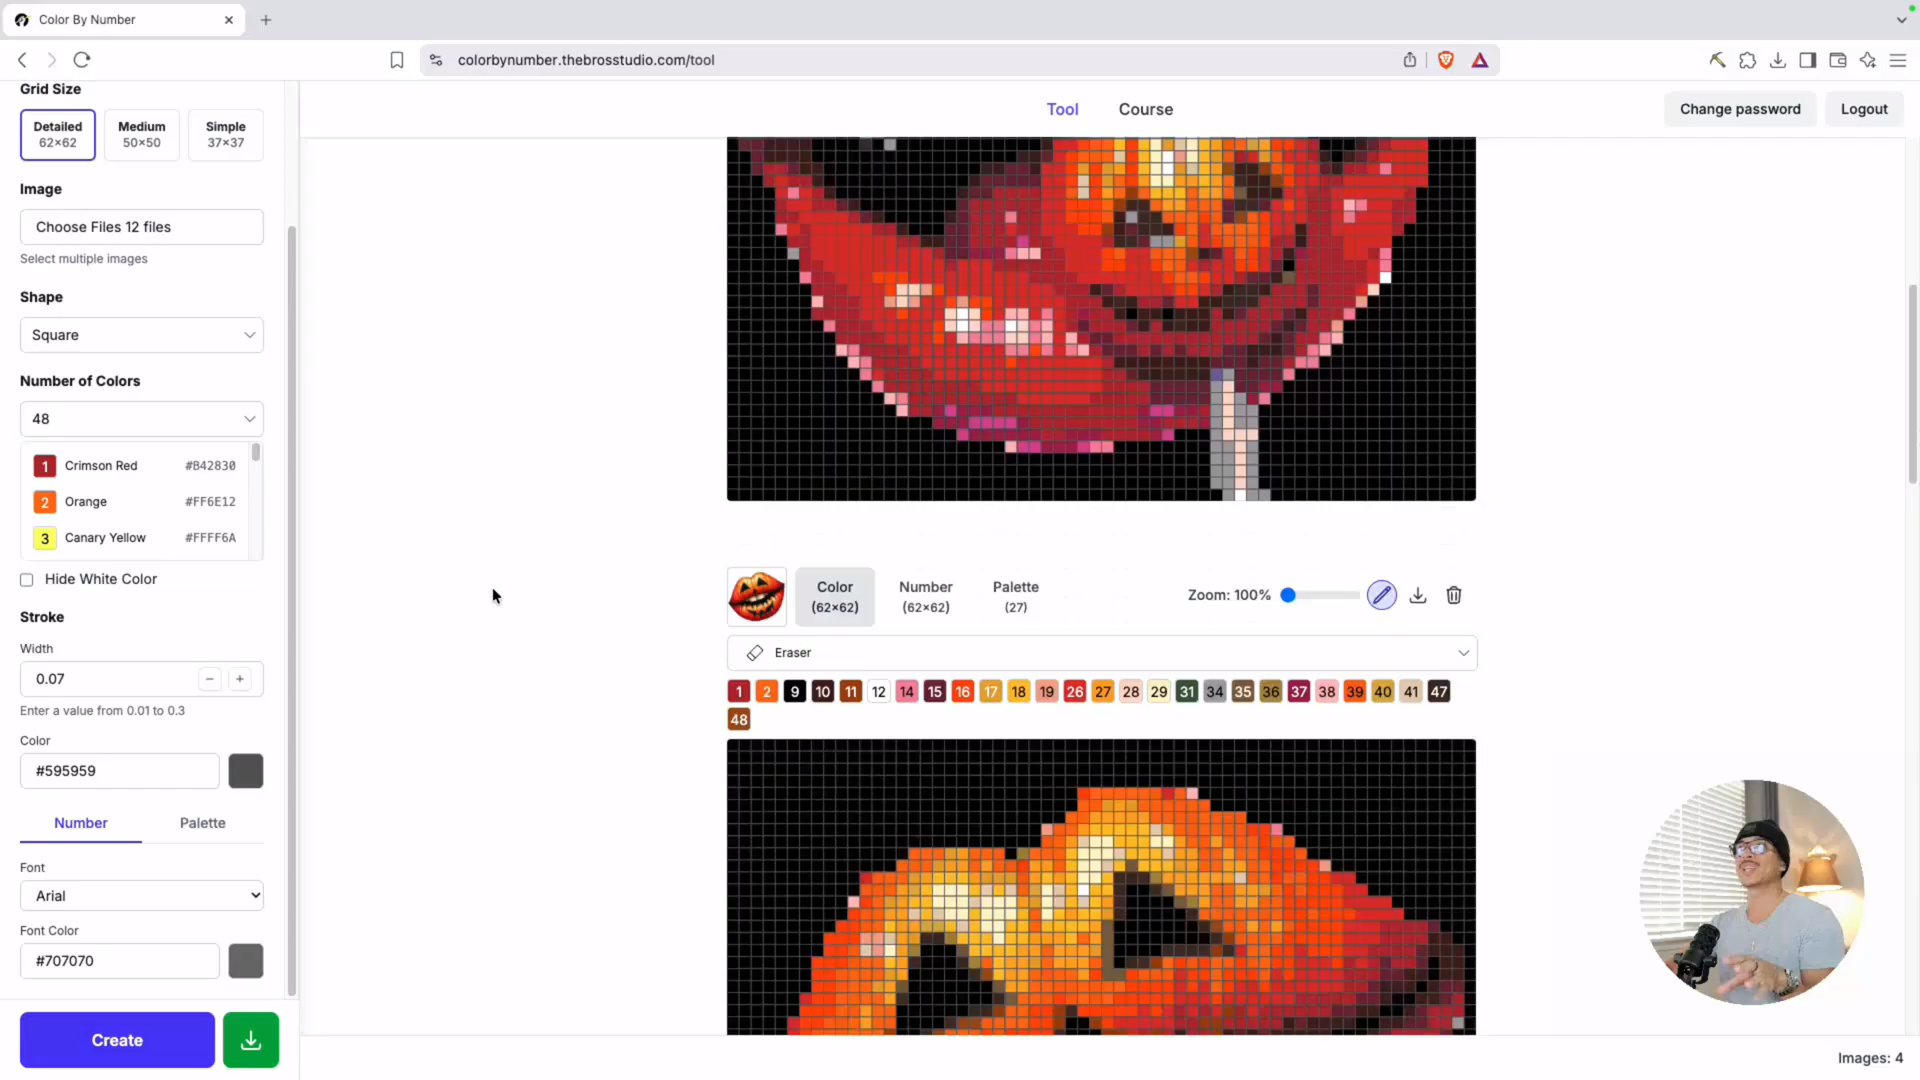 Color By Number
colorbynumber.thebrosstudio.com/tool
Tool
Course
Change password
Logout
Grid Size
Detailed
62×62
Medium
50×50
Simple
37×37
Image
Choose Files 12 files
Select multiple images
Shape
Square
Number of Colors
48
1 Crimson Red #B42830
2 Orange #FF6E12
3 Canary Yellow #FFFF6A
Hide White Color
Stroke
Width
0.07
Enter a value from 0.01 to 0.3
Color
#595959
Number
Palette
Font
Arial
Font Color
#707070
Create
Color
(62×62)
Number
(62×62)
Palette
(27)
Zoom: 100%
Eraser
1 2 9 10 11 12 14 15 16 17 18 19 26 27 28 29 31 34 35 36 37 38 39 40 41 47
48
Images: 4